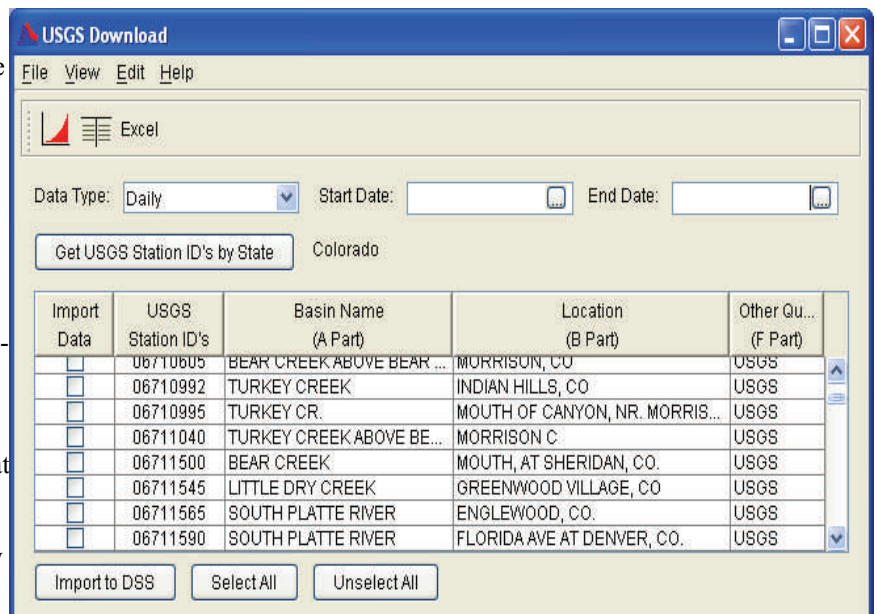 USGS Download
File View Edit Help
Excel
Data Type: Daily Start Date: ... End Date: ...
Get USGS Station ID's by State Colorado
Import Data USGS Station ID's Basin Name (A Part) Location (B Part) Other Qu... (F Part)
06710605 BEAR CREEK ABOVE BEAR ... MORRISON, CO USGS
06710992 TURKEY CREEK INDIAN HILLS, CO USGS
06710995 TURKEY CR. MOUTH OF CANYON, NR. MORRIS... USGS
06711040 TURKEY CREEK ABOVE BE... MORRISON C USGS
06711500 BEAR CREEK MOUTH, AT SHERIDAN, CO. USGS
06711545 LITTLE DRY CREEK GREENWOOD VILLAGE, CO USGS
06711565 SOUTH PLATTE RIVER ENGLEWOOD, CO. USGS
06711590 SOUTH PLATTE RIVER FLORIDA AVE AT DENVER, CO. USGS
Import to DSS Select All Unselect All